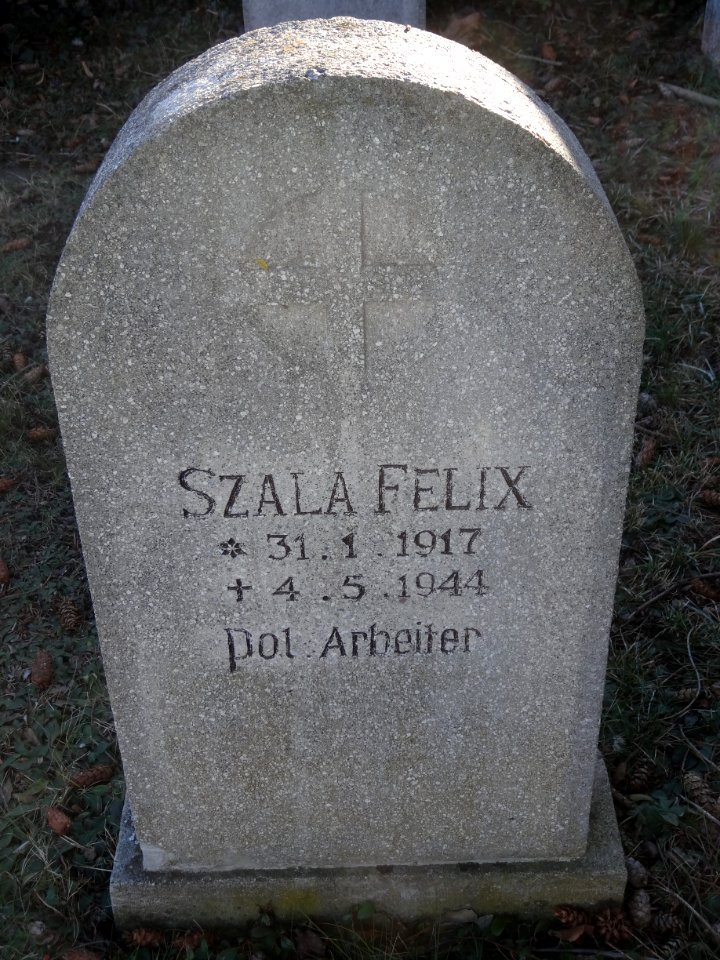 SZALA FELIX
* 31.1.1917
+ 4.5.1944
Pol. Arbeiter